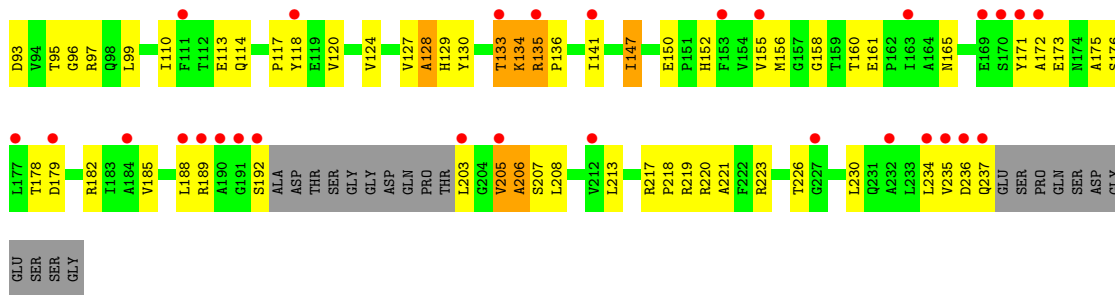 D93 V94 T95 G96 R97 Q98 L99 I110 F111 T112 E113 Q114 P117 Y118 E119 V120 V124 V127 A128 H129 Y130 T133 K134 R135 P136 I141 I147 E150 P151 H152 F153 V154 V155 M156 G157 G158 T159 T160 E161 P162 I163 A164 N165 E169 S170 Y171 A172 E173 N174 A175 S176
L177 T178 D179 R182 I183 A184 V185 L188 R189 A190 G191 S192 ALA ASP THR SER GLY GLY ASP GLN PRO THR L203 G204 V205 A206 S207 L208 V212 L213 R217 P218 R219 R220 A221 F222 R223 T226 G227 L230 Q231 A232 L233 L234 V235 D236 Q237 GLU SER PRO GLN SER ASP GLY
GLU SER SER GLY